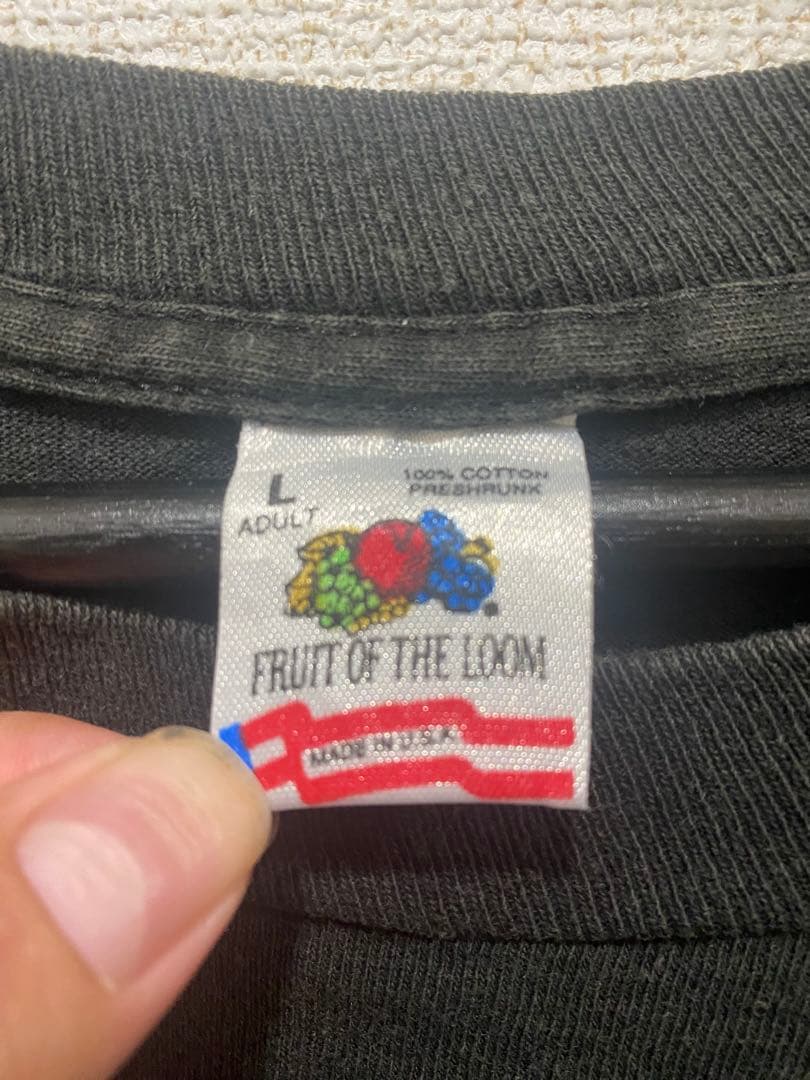 L
ADULT
100% COTTON
PRESHRUNK
FRUIT OF THE LOOM
MADE IN U.S.A.